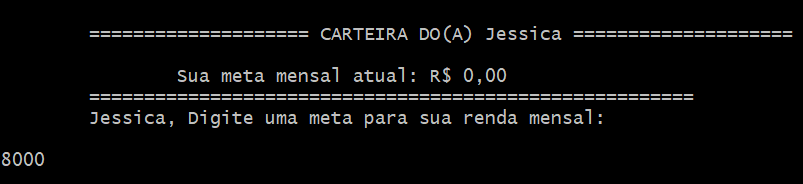 ==================== CARTEIRA DO(A) Jessica ====================
Sua meta mensal atual: R$ 0,00
=======================================================
Jessica, Digite uma meta para sua renda mensal:
8000